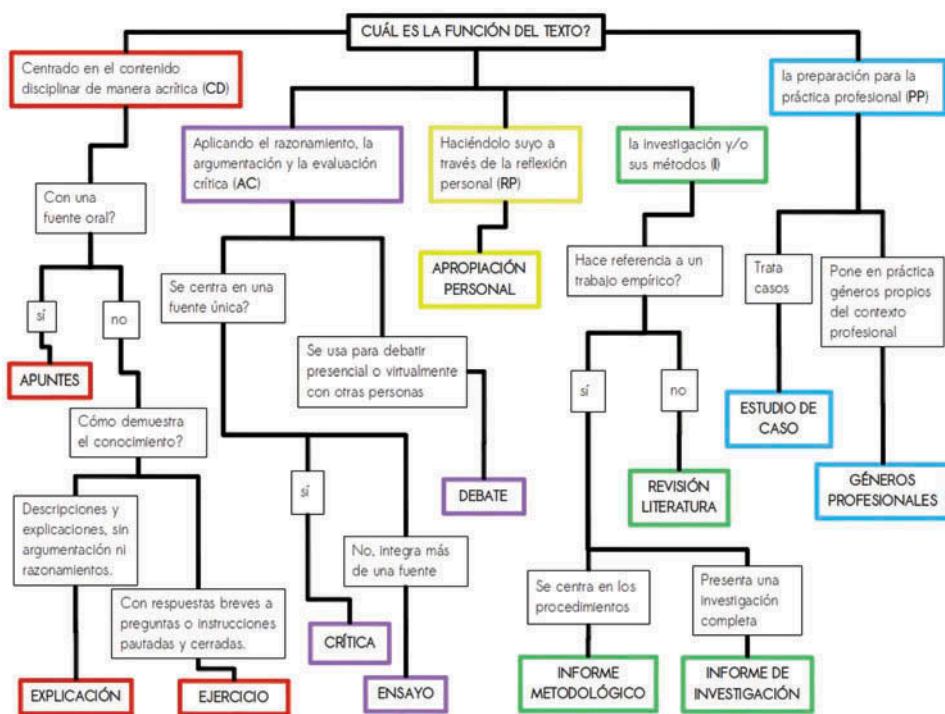 CUÁL ES LA FUNCIÓN DEL TEXTO?
Centrado en el contenido
disciplinar de manera acrítica (CD)
la preparación para la
práctica profesional (PP)
Aplicando el razonamiento, la
argumentación y la evaluación
crítica (AC)
Haciéndolo suyo a
través de la reflexión
personal (RP)
la investigación y/o
sus métodos (I)
Con una
fuente oral?
Se centra en una
fuente única?
APROPIACIÓN
PERSONAL
Hace referencia a un
trabajo empírico?
Trata
casos
Pone en práctica
géneros propios
del contexto
profesional
sí
no
APUNTES
Se usa para debatir
presencial o virtualmente
con otras personas
sí
no
ESTUDIO DE
CASO
Cómo demuestra
el conocimiento?
sí
DEBATE
REVISIÓN
LITERATURA
GÉNEROS
PROFESIONALES
Descripciones y
explicaciones, sin
argumentación ni
razonamientos.
No, integra más
de una fuente
Con respuestas breves a
preguntas o instrucciones
pautadas y cerradas.
Se centra en los
procedimientos
Presenta una
investigación
completa
CRÍTICA
EXPLICACIÓN
EJERCICIO
ENSAYO
INFORME
METODOLÓGICO
INFORME DE
INVESTIGACIÓN